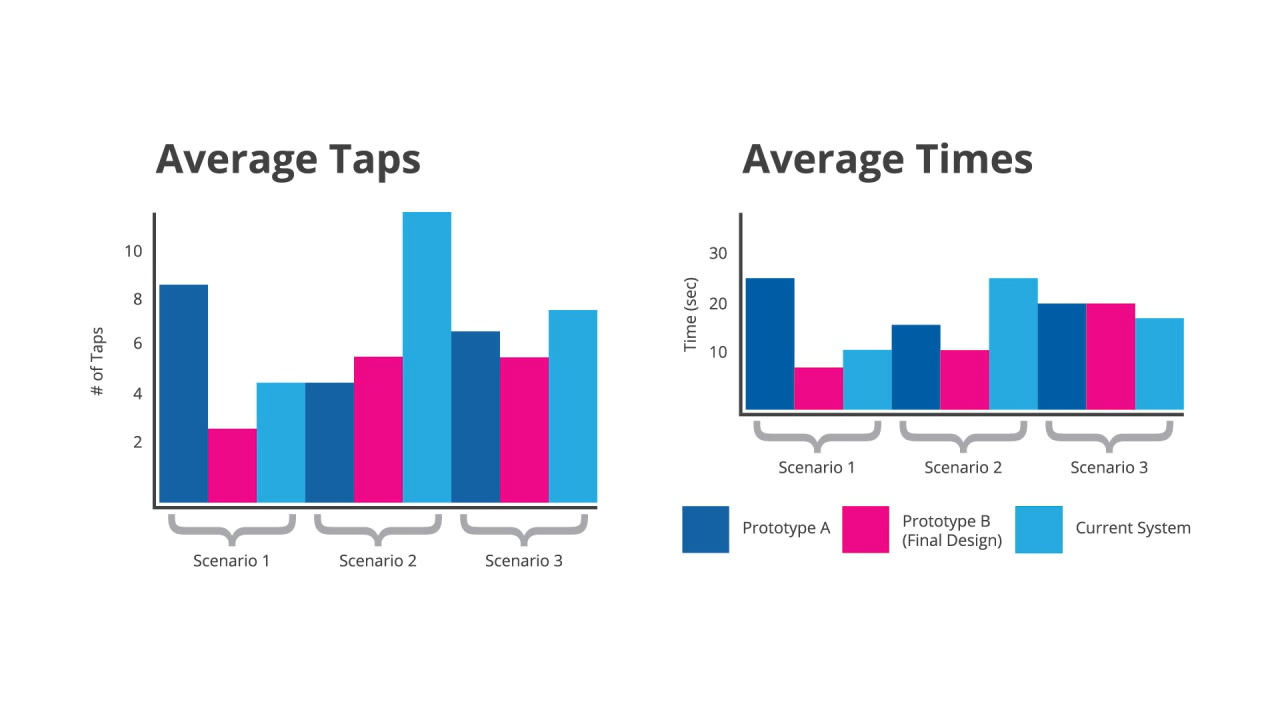 Average Taps
10
8
6
4
2
# of Taps
Scenario 1
Scenario 2
Scenario 3
Average Times
30
20
10
Time (sec)
Scenario 1
Scenario 2
Scenario 3
Prototype A
Prototype B
(Final Design)
Current System